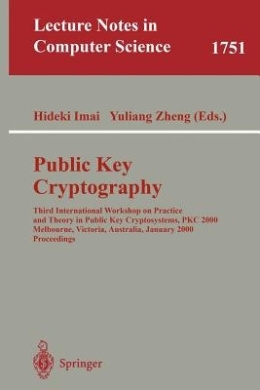 Lecture Notes in
Computer Science 1751
Hideki Imai Yuliang Zheng (Eds.)
Public Key
Cryptography
Third International Workshop on Practice
and Theory in Public Key Cryptosystems, PKC 2000
Melbourne, Victoria, Australia, January 2000
Proceedings
Springer